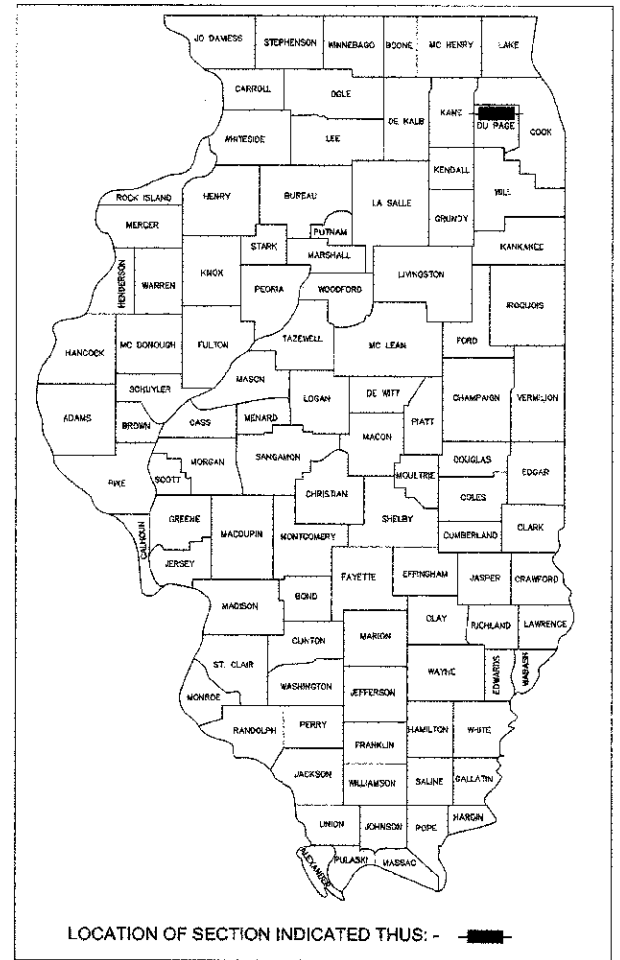 JO DAVIESS STEPHENSON WINNEBAGO BOONE MC HENRY LAKE
CARROLL OGLE KANE
DE KALB DU PAGE COOK
WHITESIDE LEE
KENDALL
ROCK ISLAND HENRY BUREAU LA SALLE WILL
MERCER PUTNAM GRUNDY
STARK MARSHALL KANKAKEE
HENDERSON WARREN KNOX PEORIA WOODFORD LIVINGSTON IROQUOIS
HANCOCK MC DONOUGH FULTON TAZEWELL MC LEAN FORD
MASON
SCHUYLER LOGAN DE WITT CHAMPAIGN VERMILION
ADAMS BROWN CASS MENARD PIATT
MACON
PIKE SCOTT MORGAN SANGAMON MOULTRIE DOUGLAS EDGAR
CHRISTIAN COLES
CALHOUN GREENE MACOUPIN MONTGOMERY SHELBY CUMBERLAND CLARK
JERSEY
FAYETTE EFFINGHAM JASPER CRAWFORD
MADISON BOND
CLAY RICHLAND LAWRENCE
CLINTON MARION
ST. CLAIR WAYNE EDWARDS WABASH
WASHINGTON JEFFERSON
MONROE
RANDOLPH PERRY HAMILTON WHITE
FRANKLIN
JACKSON WILLIAMSON SALINE GALLATIN
UNION JOHNSON POPE HARDIN
ALEXANDER PULASKI MASSAC
LOCATION OF SECTION INDICATED THUS: -